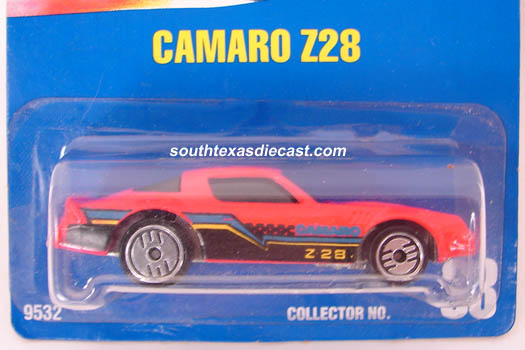 CAMARO Z28
southtexasdiecast.com
CAMARO
Z-28
9532
COLLECTOR NO.